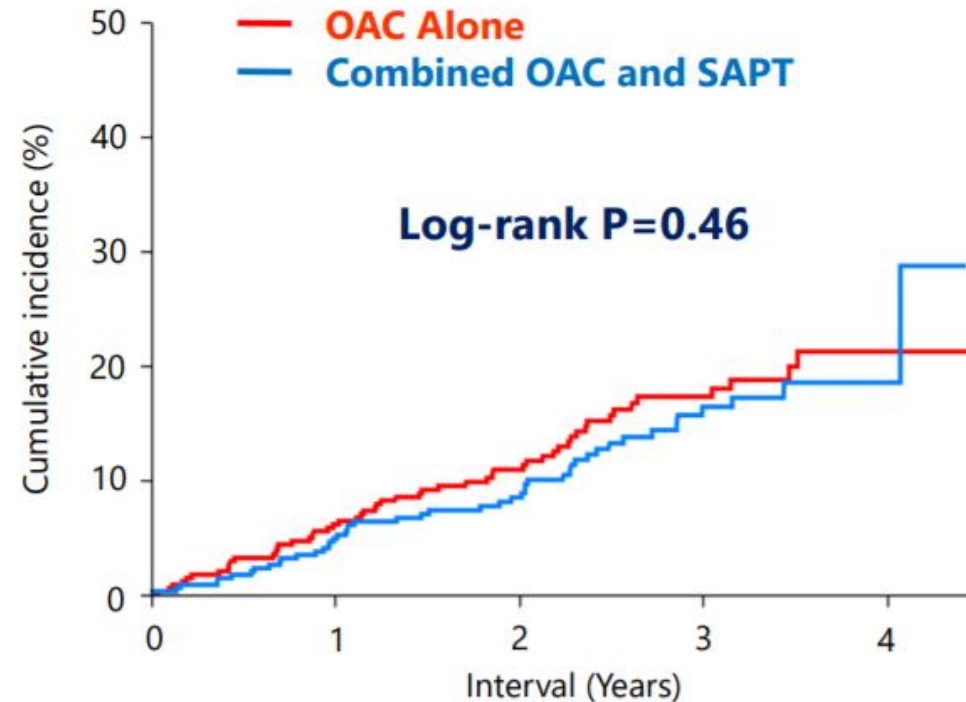 OAC Alone
Combined OAC and SAPT
Log-rank P=0.46
Cumulative incidence (%)
50
40
30
20
10
0
0 1 2 3 4
Interval (Years)